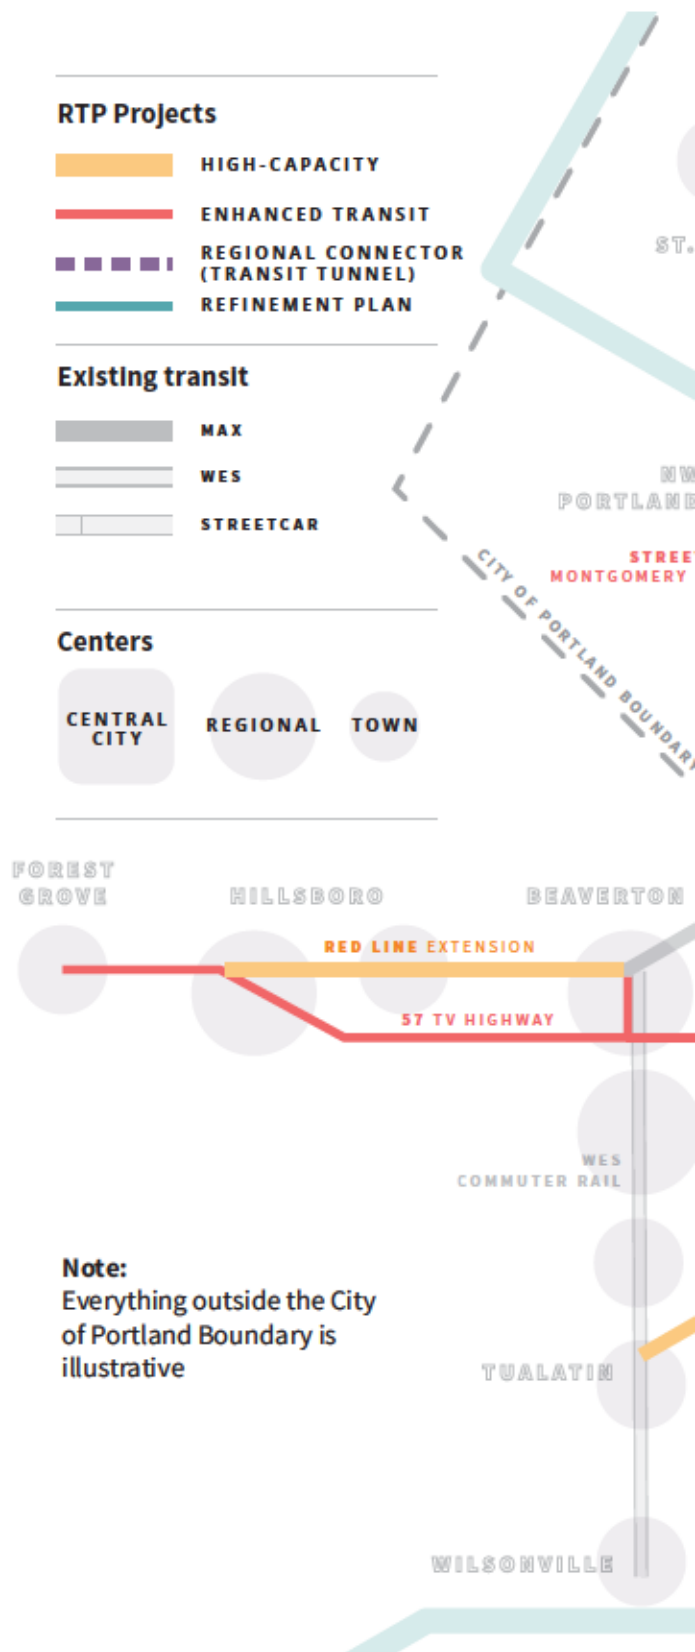 RTP Projects
HIGH-CAPACITY
ENHANCED TRANSIT
REGIONAL CONNECTOR
(TRANSIT TUNNEL)
REFINEMENT PLAN
Existing transit
MAX
WES
STREETCAR
Centers
CENTRAL
CITY
REGIONAL
TOWN
ST.
NW
PORTLAND
STREET
MONTGOMERY
CITY OF PORTLAND BOUNDARY
FOREST
GROVE
HILLSBORO
BEAVERTON
RED LINE EXTENSION
57 TV HIGHWAY
WES
COMMUTER RAIL
Note:
Everything outside the City
of Portland Boundary is
illustrative
TUALATIN
WILSONVILLE